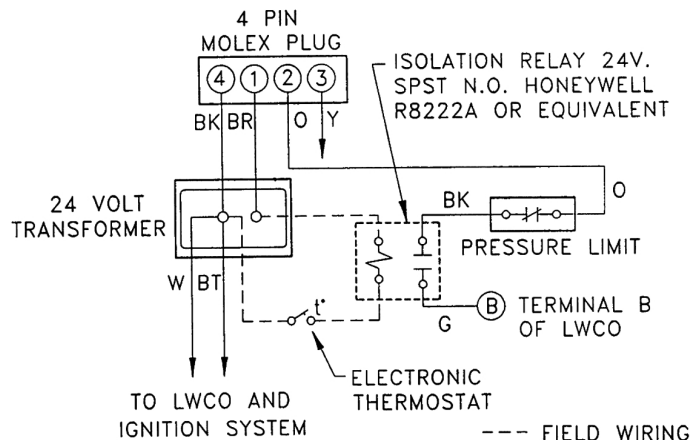 4 PIN
MOLEX PLUG
4 1 2 3
BK BR O Y
ISOLATION RELAY 24V.
SPST N.O. HONEYWELL
R8222A OR EQUIVALENT
24 VOLT
TRANSFORMER
BK
O
PRESSURE LIMIT
W BT
t°
G
B
TERMINAL B
OF LWCO
ELECTRONIC
THERMOSTAT
TO LWCO AND
IGNITION SYSTEM
--- FIELD WIRING